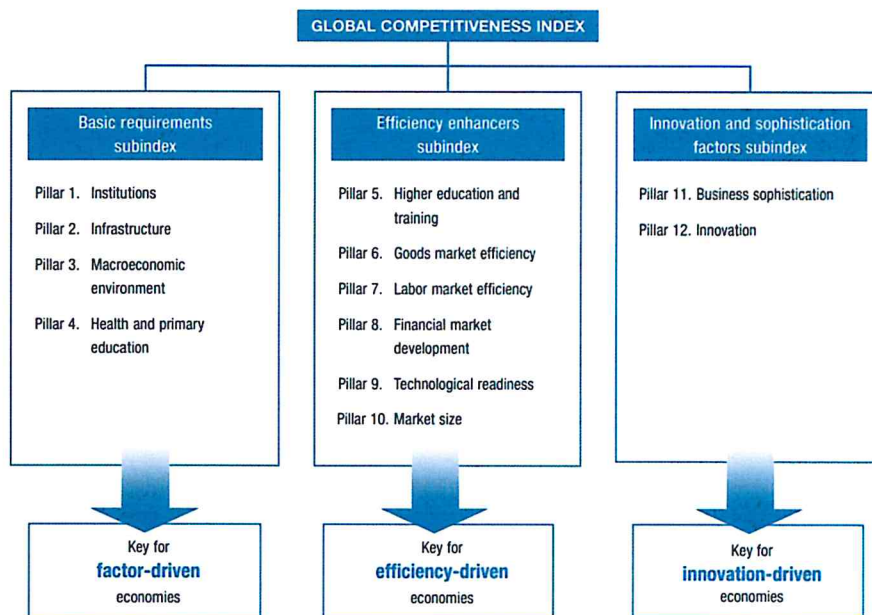 GLOBAL COMPETITIVENESS INDEX
Basic requirements
subindex
Pillar 1. Institutions
Pillar 2. Infrastructure
Pillar 3. Macroeconomic
environment
Pillar 4. Health and primary
education
Key for
factor-driven
economies
Efficiency enhancers
subindex
Pillar 5. Higher education and
training
Pillar 6. Goods market efficiency
Pillar 7. Labor market efficiency
Pillar 8. Financial market
development
Pillar 9. Technological readiness
Pillar 10. Market size
Key for
efficiency-driven
economies
Innovation and sophistication
factors subindex
Pillar 11. Business sophistication
Pillar 12. Innovation
Key for
innovation-driven
economies